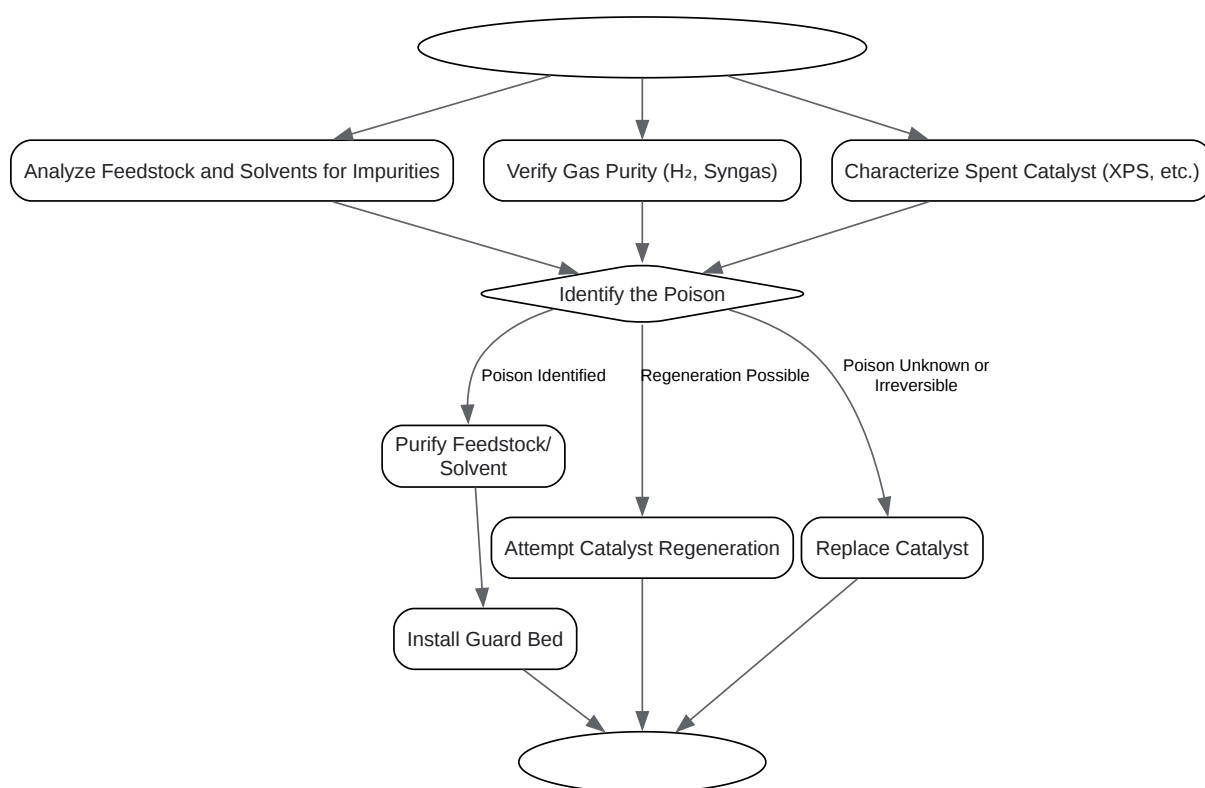 Analyze Feedstock and Solvents for Impurities
Verify Gas Purity (H₂, Syngas)
Characterize Spent Catalyst (XPS, etc.)
Identify the Poison
Poison Identified
Regeneration Possible
Poison Unknown or
Irreversible
Purify Feedstock/
Solvent
Attempt Catalyst Regeneration
Replace Catalyst
Install Guard Bed